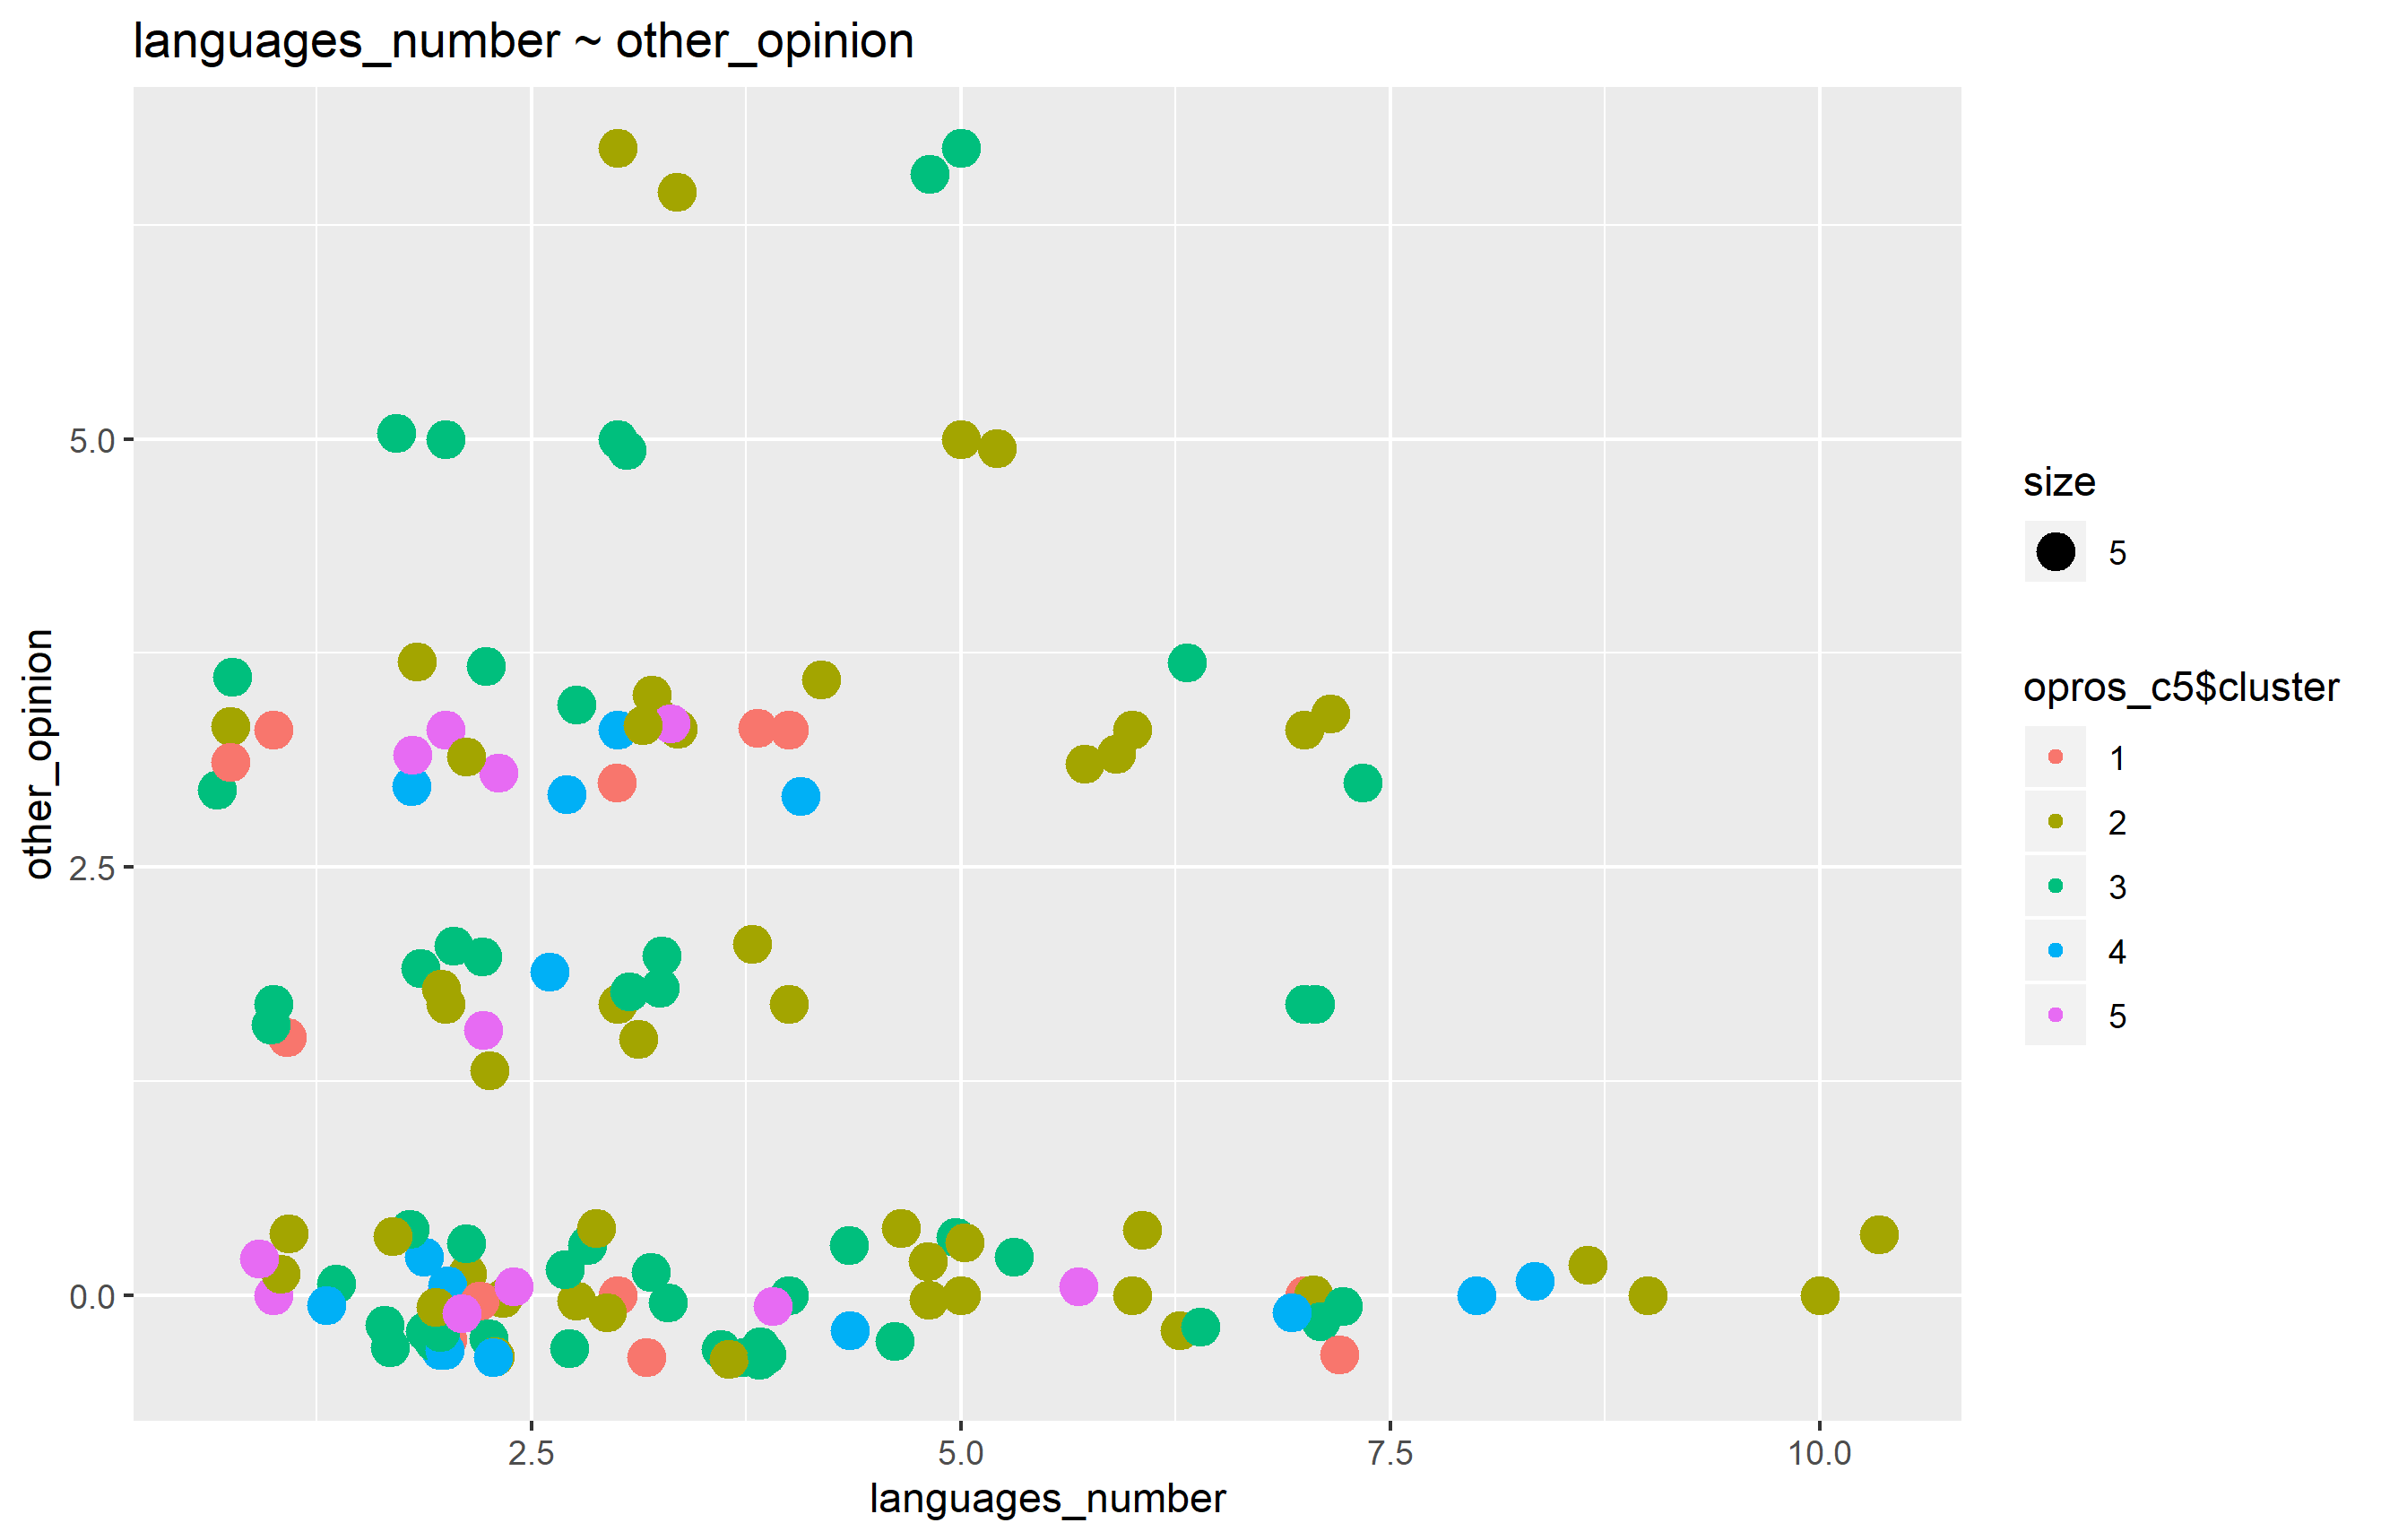 languages_number ~ other_opinion
other_opinion
5.0
2.5
0.0
2.5
5.0
7.5
10.0
languages_number
size
5
opros_c5$cluster
1
2
3
4
5